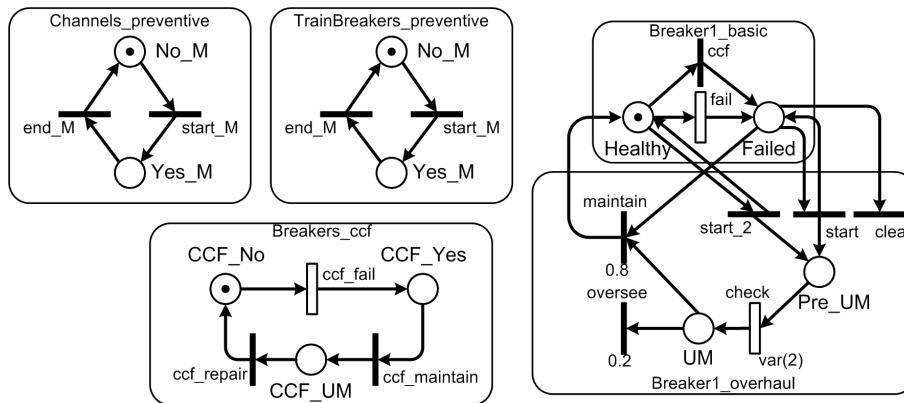 Channels_preventive
No_M
end_M
start_M
Yes_M
TrainBreakers_preventive
No_M
end_M
start_M
Yes_M
Breakers_ccf
CCF_No
CCF_Yes
ccf_fail
ccf_repair
CCF_UM
ccf_maintain
Breaker1_basic
ccf
fail
Healthy
Failed
maintain
start_2
start
clea
0.8
oversee
check
Pre_UM
0.2
UM
var(2)
Breaker1_overhaul